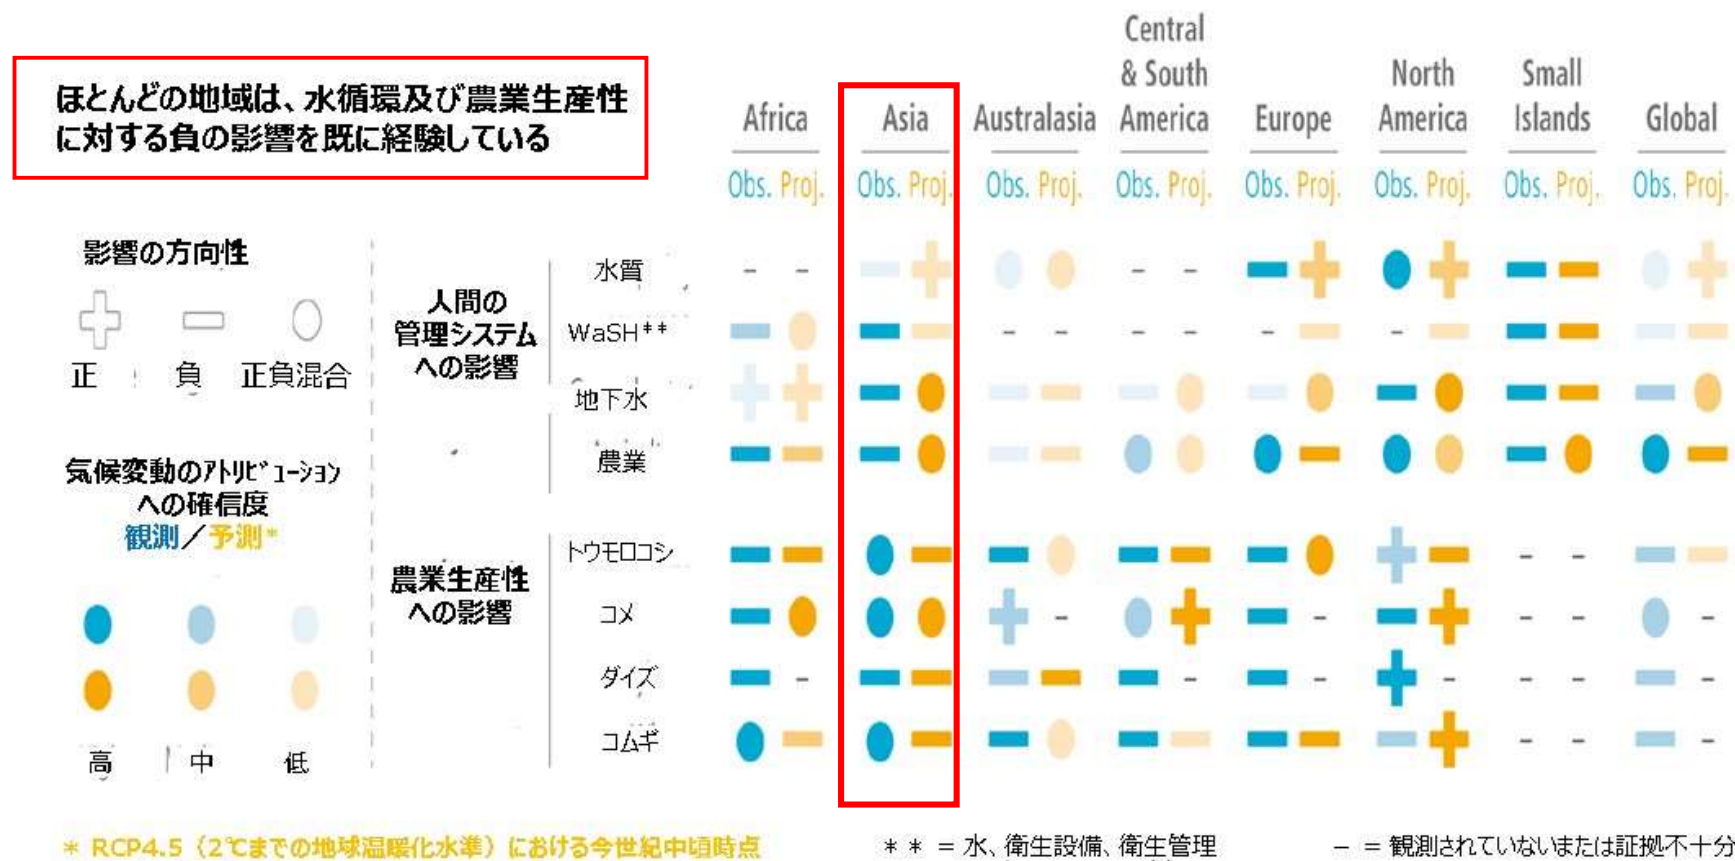 ほとんどの地域は、水循環及び農業生産性
に対する負の影響を既に経験している
Africa
Asia
Australasia
Central
& South
America
Europe
North
America
Small
Islands
Global
Obs. Proj.
Obs. Proj.
Obs. Proj.
Obs. Proj.
Obs. Proj.
Obs. Proj.
Obs. Proj.
Obs. Proj.
影響の方向性
正 負 正負混合
気候変動のアトリビューション
への確信度
観測／予測*
高 中 低
人間の
管理システム
への影響
水質 - - - -
WaSH** - - - - - -
地下水
農業
農業生産性
への影響
トウモロコシ - -
コメ - - - - -
ダイズ - - - - - - -
コムギ - - -
* RCP4.5（2℃までの地球温暖化水準）における今世紀中頃時点
** = 水、衛生設備、衛生管理
− = 観測されていないまたは証拠不十分